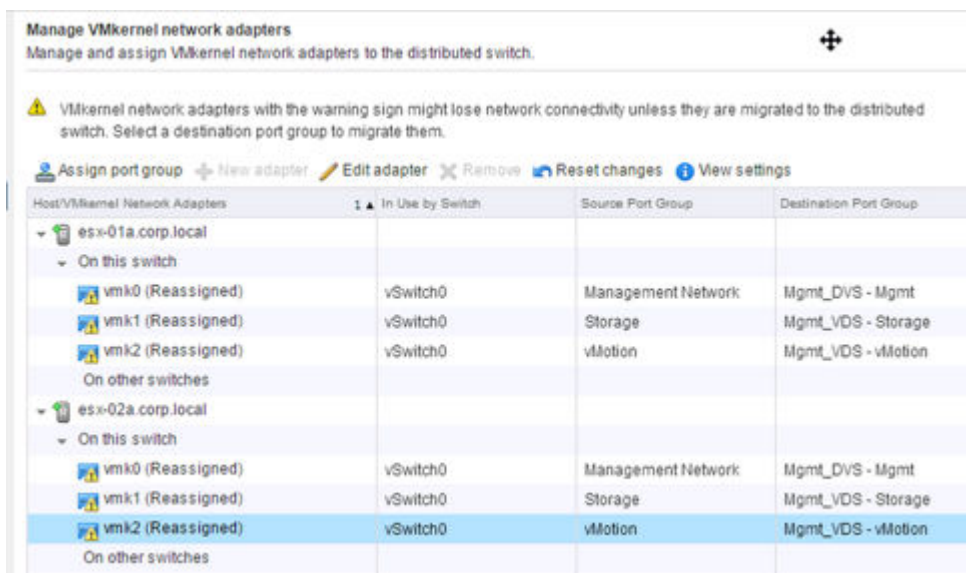 Manage VMkernel network adapters
Manage and assign VMkernel network adapters to the distributed switch.
VMkernel network adapters with the warning sign might lose network connectivity unless they are migrated to the distributed
switch. Select a destination port group to migrate them.
Assign port group New adapter Edit adapter Remove Reset changes View settings
Host/VMkernel Network Adapters 1 ▲ In Use by Switch Source Port Group Destination Port Group
esx-01a.corp.local
On this switch
vmk0 (Reassigned) vSwitch0 Management Network Mgmt_DVS - Mgmt
vmk1 (Reassigned) vSwitch0 Storage Mgmt_VDS - Storage
vmk2 (Reassigned) vSwitch0 vMotion Mgmt_VDS - vMotion
On other switches
esx-02a.corp.local
On this switch
vmk0 (Reassigned) vSwitch0 Management Network Mgmt_DVS - Mgmt
vmk1 (Reassigned) vSwitch0 Storage Mgmt_VDS - Storage
vmk2 (Reassigned) vSwitch0 vMotion Mgmt_VDS - vMotion
On other switches